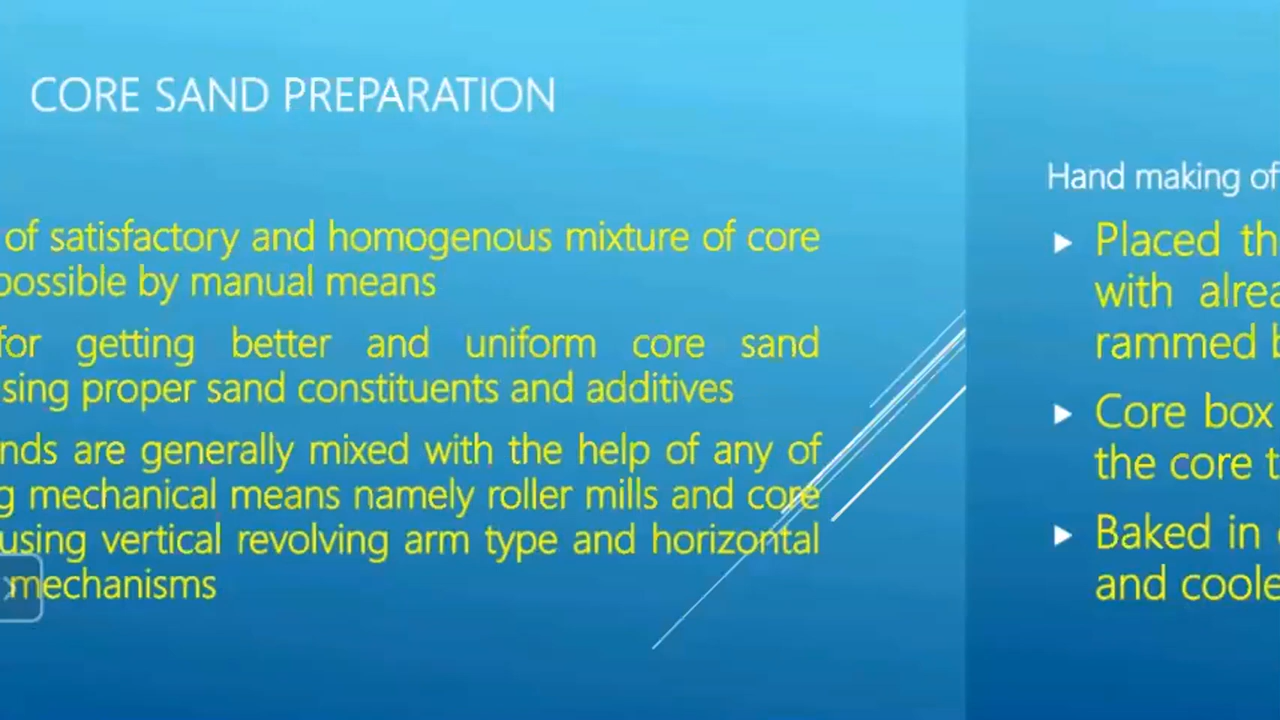 CORE SAND PREPARATION
of satisfactory and homogenous mixture of core
possible by manual means
for getting better and uniform core sand
sing proper sand constituents and additives
nds are generally mixed with the help of any of
g mechanical means namely roller mills and core
using vertical revolving arm type and horizontal
mechanisms
Hand making of
Placed th
with alrea
rammed b
Core box
the core t
Baked in
and coole